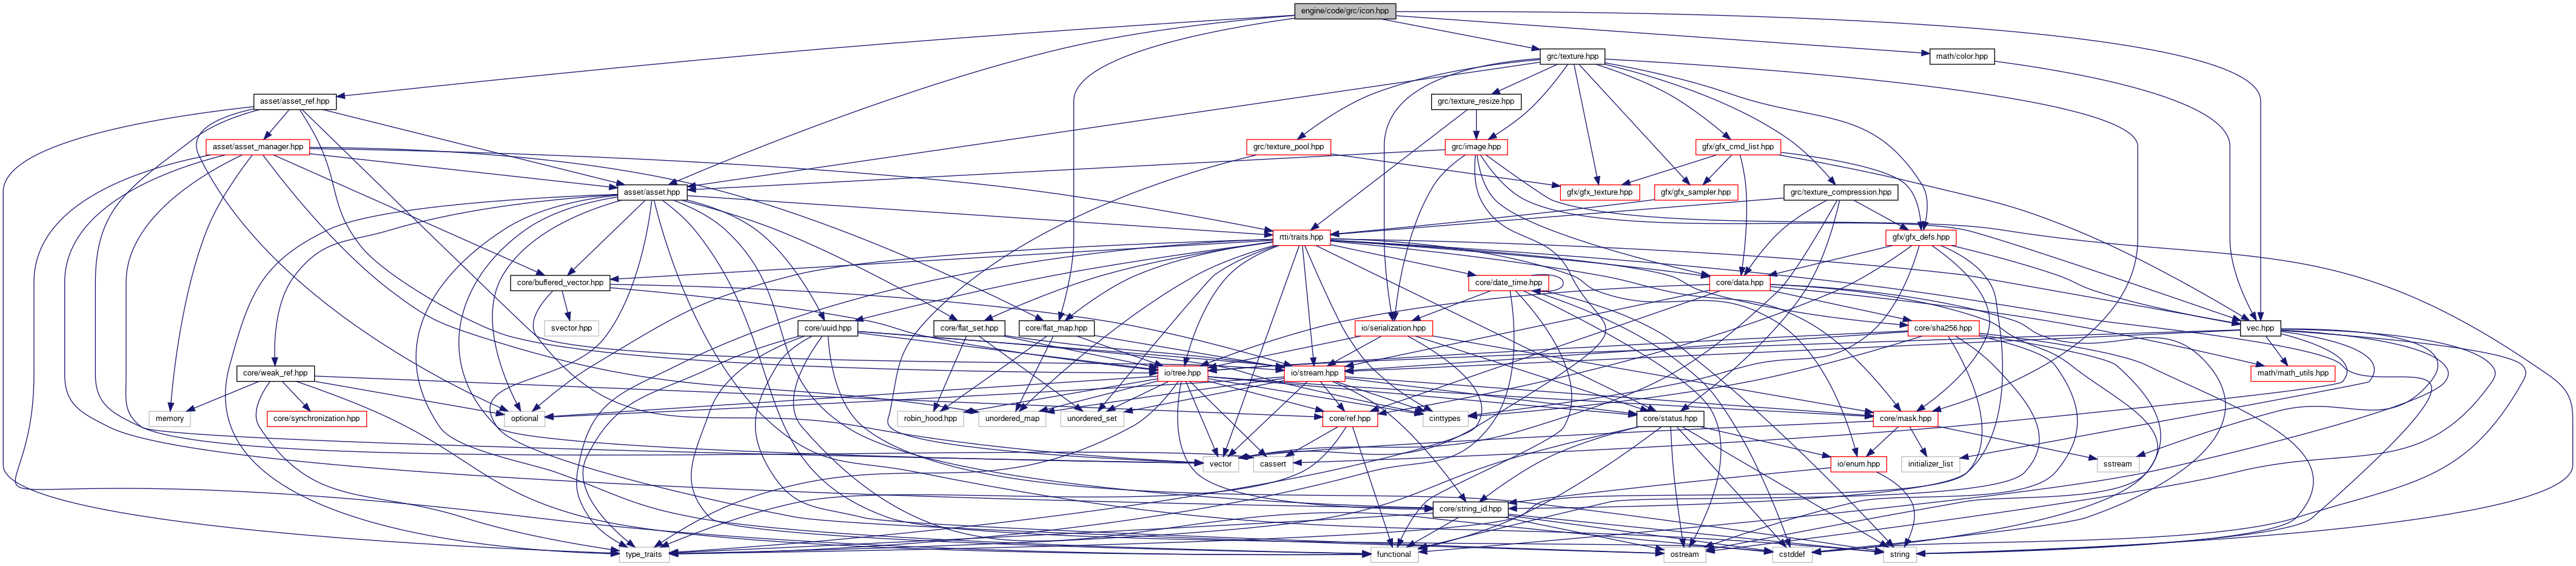 engine/code/grc/icon.hpp
grc/texture.hpp
math/color.hpp
asset/asset_ref.hpp
grc/texture_resize.hpp
asset/asset_manager.hpp
grc/texture_pool.hpp
grc/image.hpp
gfx/gfx_cmd_list.hpp
asset/asset.hpp
gfx/gfx_texture.hpp
gfx/gfx_sampler.hpp
grc/texture_compression.hpp
rtti/traits.hpp
gfx/gfx_defs.hpp
core/buffered_vector.hpp
core/date_time.hpp
core/data.hpp
svector.hpp
core/uuid.hpp
core/flat_set.hpp
core/flat_map.hpp
io/serialization.hpp
core/sha256.hpp
vec.hpp
core/weak_ref.hpp
io/tree.hpp
io/stream.hpp
math/math_utils.hpp
memory
core/synchronization.hpp
optional
robin_hood.hpp
unordered_map
unordered_set
core/ref.hpp
cinttypes
core/status.hpp
core/mask.hpp
vector
cassert
io/enum.hpp
initializer_list
sstream
core/string_id.hpp
type_traits
functional
ostream
cstddef
string